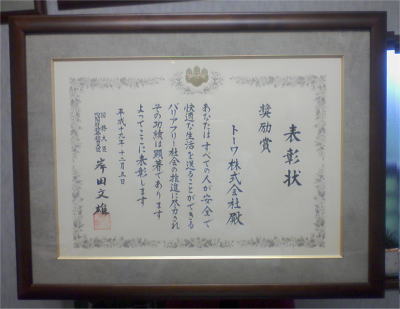 表彰状
奨励賞
トーワ株式会社殿
あなたは すべての人が安全で
快適な生活を送ることができる
バリアフリー社会の推進に尽力され
その功績は顕著であります
よってここに表彰します
平成十九年十二月三日
国務大臣
岸田文雄